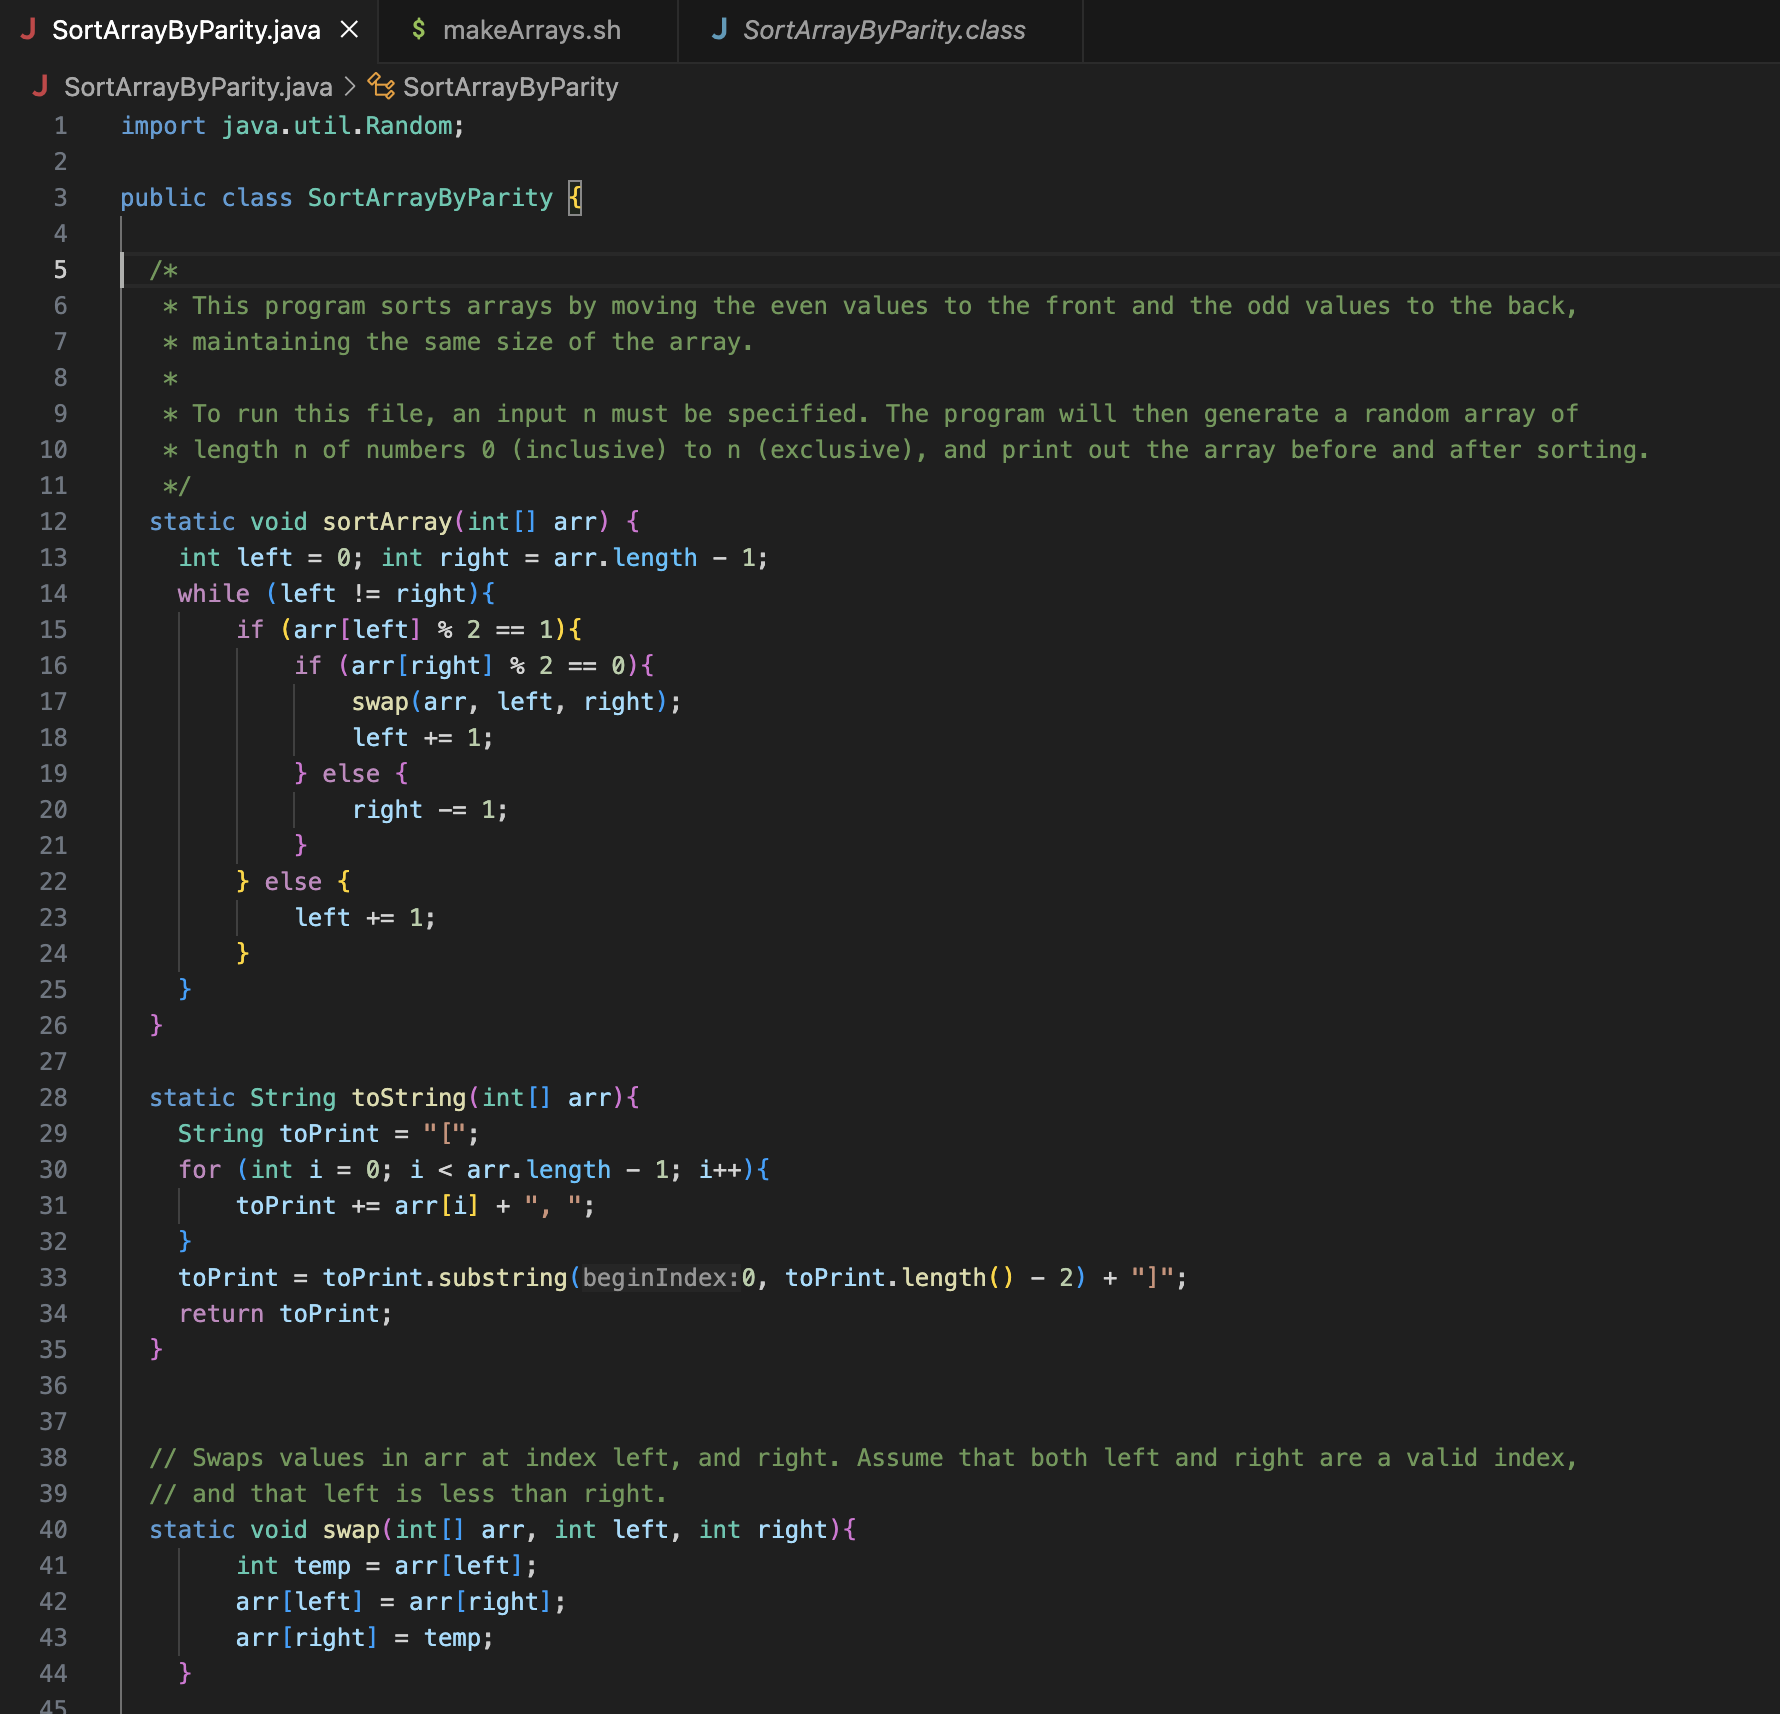 SortArrayByParity.java
makeArrays.sh
SortArrayByParity.class
SortArrayByParity.java > SortArrayByParity
1 import java.util.Random;
2
3 public class SortArrayByParity {
4
5 /*
6 * This program sorts arrays by moving the even values to the front and the odd values to the back,
7 * maintaining the same size of the array.
8 *
9 * To run this file, an input n must be specified. The program will then generate a random array of
10 * length n of numbers 0 (inclusive) to n (exclusive), and print out the array before and after sorting.
11 */
12 static void sortArray(int[] arr) {
13 int left = 0; int right = arr.length - 1;
14 while (left != right){
15 if (arr[left] % 2 == 1){
16 if (arr[right] % 2 == 0){
17 swap(arr, left, right);
18 left += 1;
19 } else {
20 right -= 1;
21 }
22 } else {
23 left += 1;
24 }
25 }
26 }
27
28 static String toString(int[] arr){
29 String toPrint = "[";
30 for (int i = 0; i < arr.length - 1; i++){
31 toPrint += arr[i] + ", ";
32 }
33 toPrint = toPrint.substring(beginIndex:0, toPrint.length() - 2) + "]";
34 return toPrint;
35 }
36
37
38 // Swaps values in arr at index left, and right. Assume that both left and right are a valid index,
39 // and that left is less than right.
40 static void swap(int[] arr, int left, int right){
41 int temp = arr[left];
42 arr[left] = arr[right];
43 arr[right] = temp;
44 }
45